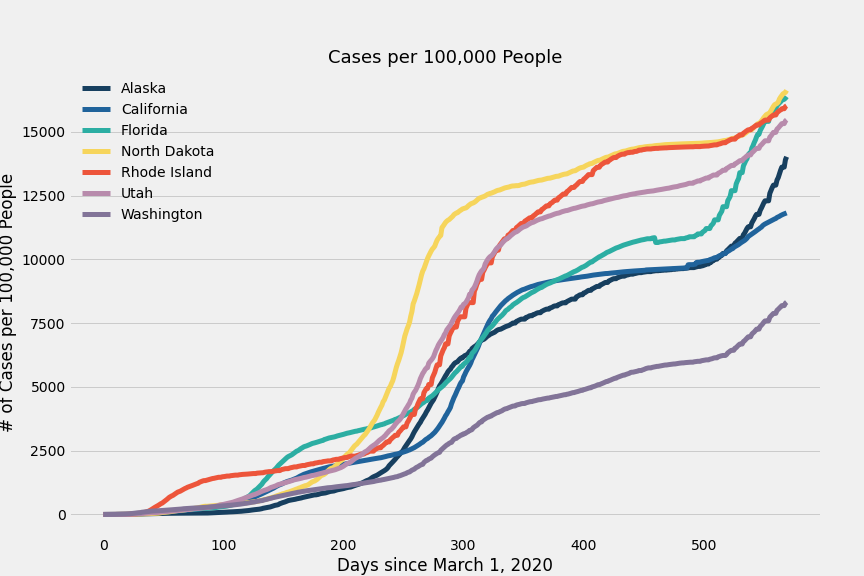 Cases per 100,000 People
Alaska
California
Florida
North Dakota
Rhode Island
Utah
Washington
15000
12500
10000
7500
5000
2500
0
# of Cases per 100,000 People
0 100 200 300 400 500
Days since March 1, 2020